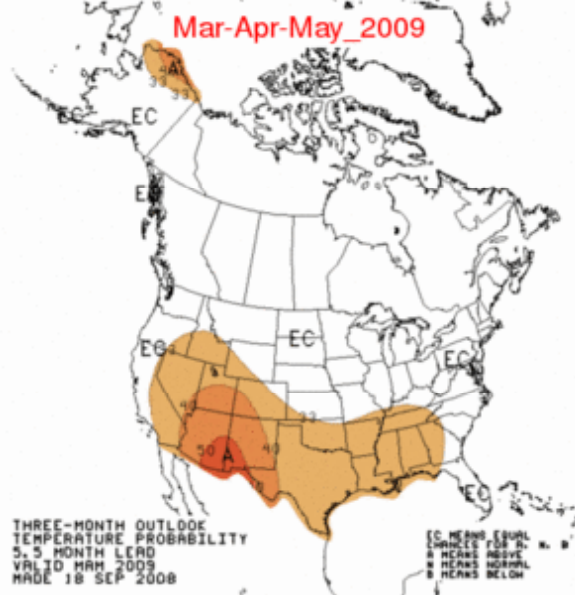 Mar-Apr-May_2009
A
33
33
EC
EC
EC
EC
EC
EC
40
33
50
A
40
EC
THREE-MONTH OUTLOOK
TEMPERATURE PROBABILITY
5.5 MONTH LEAD
VALID MAM 2009
MADE 18 SEP 2008
EC MEANS EQUAL
CHANCES FOR A, N, B
A MEANS ABOVE
N MEANS NORMAL
B MEANS BELOW